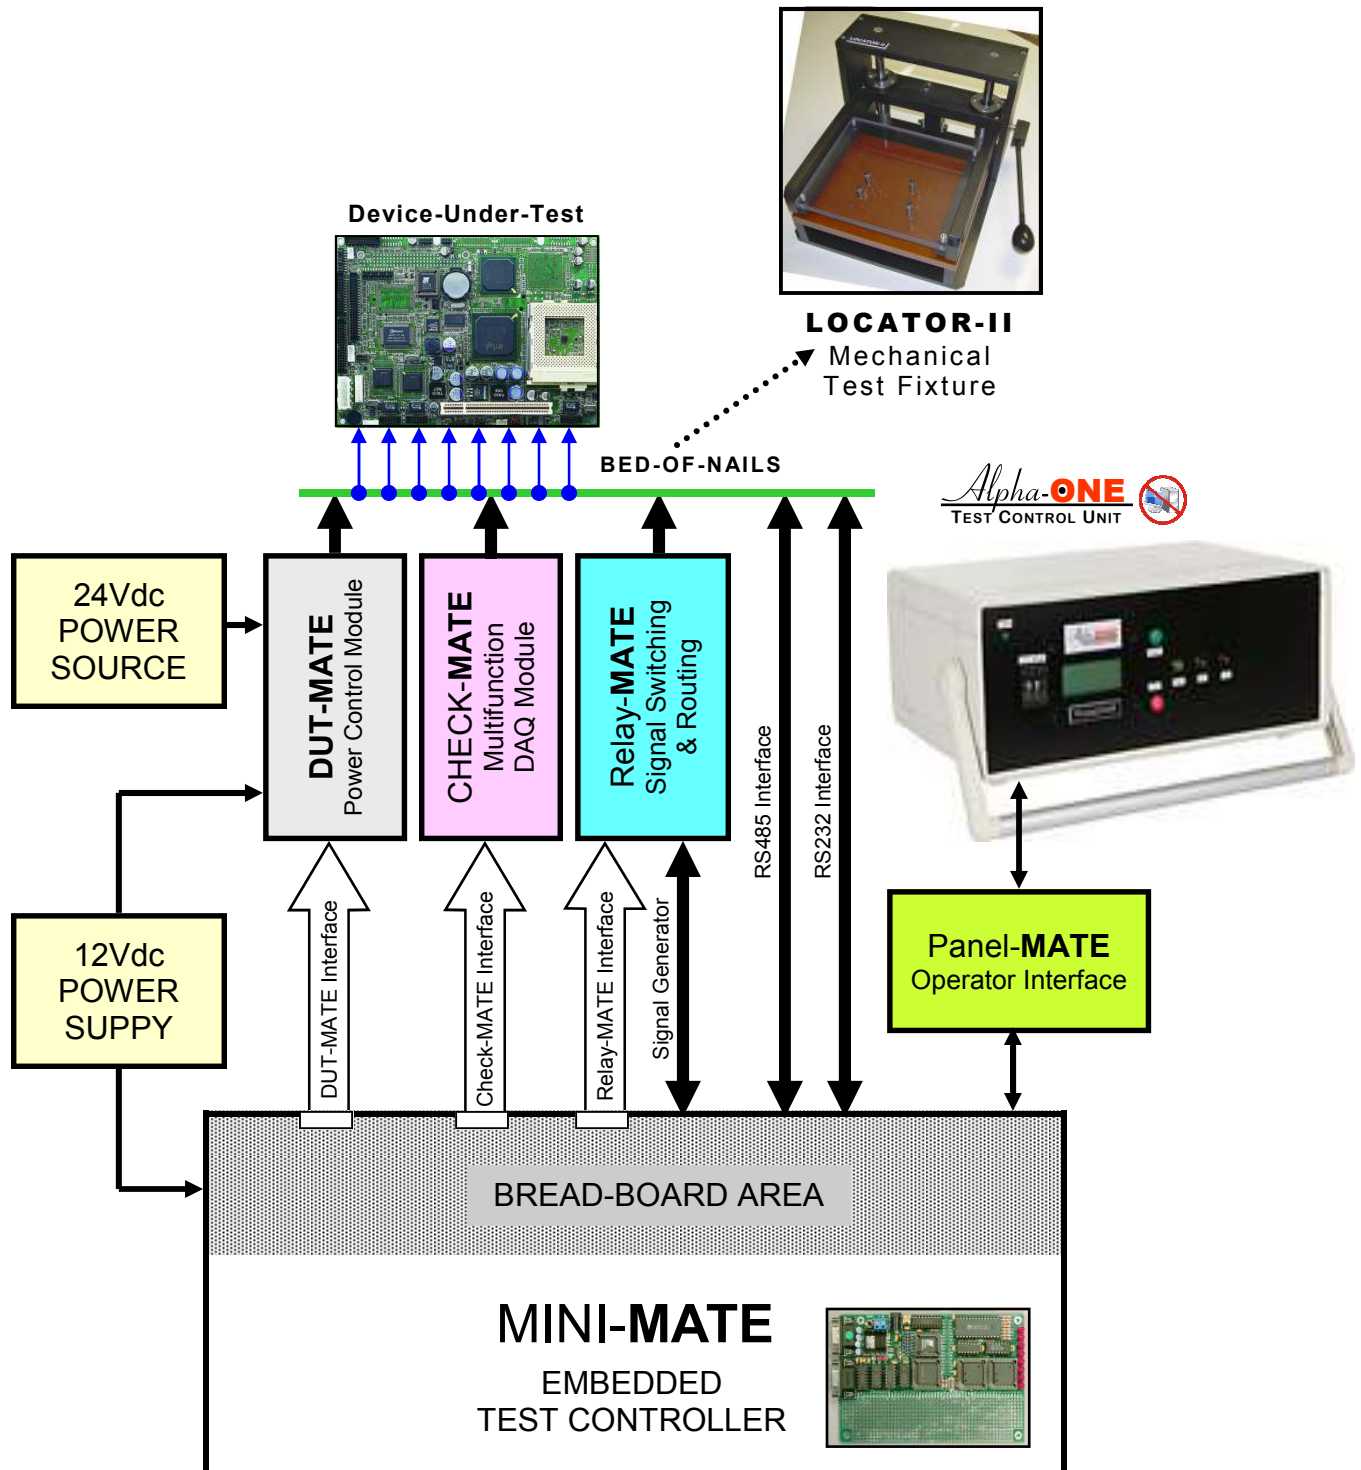 LOCATOR-II
Device-Under-Test
LOCATOR-II
Mechanical
Test Fixture
BED-OF-NAILS
Alpha-ONE
TEST CONTROL UNIT
24Vdc
POWER
SOURCE
DUT-MATE
Power Control Module
CHECK-MATE
Multifunction
DAQ Module
Relay-MATE
Signal Switching
& Routing
RS485 Interface
RS232 Interface
12Vdc
POWER
SUPPY
DUT-MATE Interface
Check-MATE Interface
Relay-MATE Interface
Signal Generator
Panel-MATE
Operator Interface
BREAD-BOARD AREA
MINI-MATE
EMBEDDED
TEST CONTROLLER